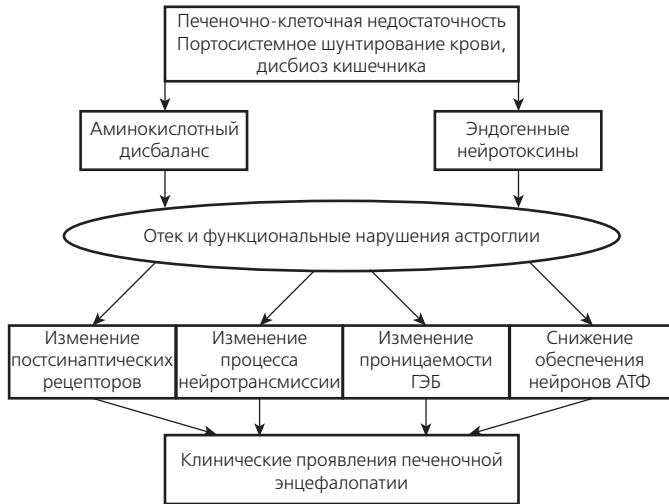 Печеночно-клеточная недостаточность
Портосистемное шунтирование крови,
дисбиоз кишечника
Аминокислотный
дисбаланс
Эндогенные
нейротоксины
Отек и функциональные нарушения астроглии
Изменение
постсинаптических
рецепторов
Изменение
процесса
нейротрансмиссии
Изменение
проницаемости
ГЭБ
Снижение
обеспечения
нейронов АТФ
Клинические проявления печеночной
энцефалопатии